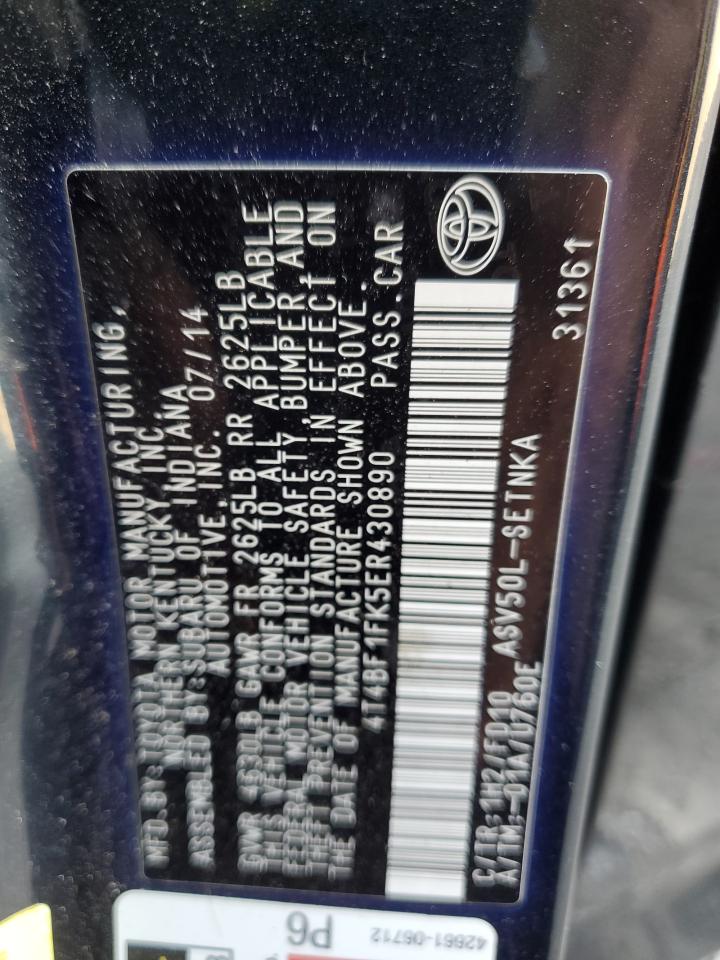 MFD.BY:TOYOTA MOTOR MANUFACTURING,
NORTHERN KENTUCKY,INC.
ASSEMBLED BY:SUBARU OF INDIANA
AUTOMOTIVE,INC. 07/14
GVWR 4630LB GAWR FR 2625LB RR 2625LB
THIS VEHICLE CONFORMS TO ALL APPLICABLE
FEDERAL MOTOR VEHICLE SAFETY,BUMPER,AND
THEFT PREVENTION STANDARDS IN EFFECT ON
THE DATE OF MANUFACTURE SHOWN ABOVE.
4T4BF1FK5ER430890 PASS.CAR
C/TR:1H2/FD10 ASV50L-SETNKA
A/TM:-01A/U760E
31361↑
P6
42661-06712